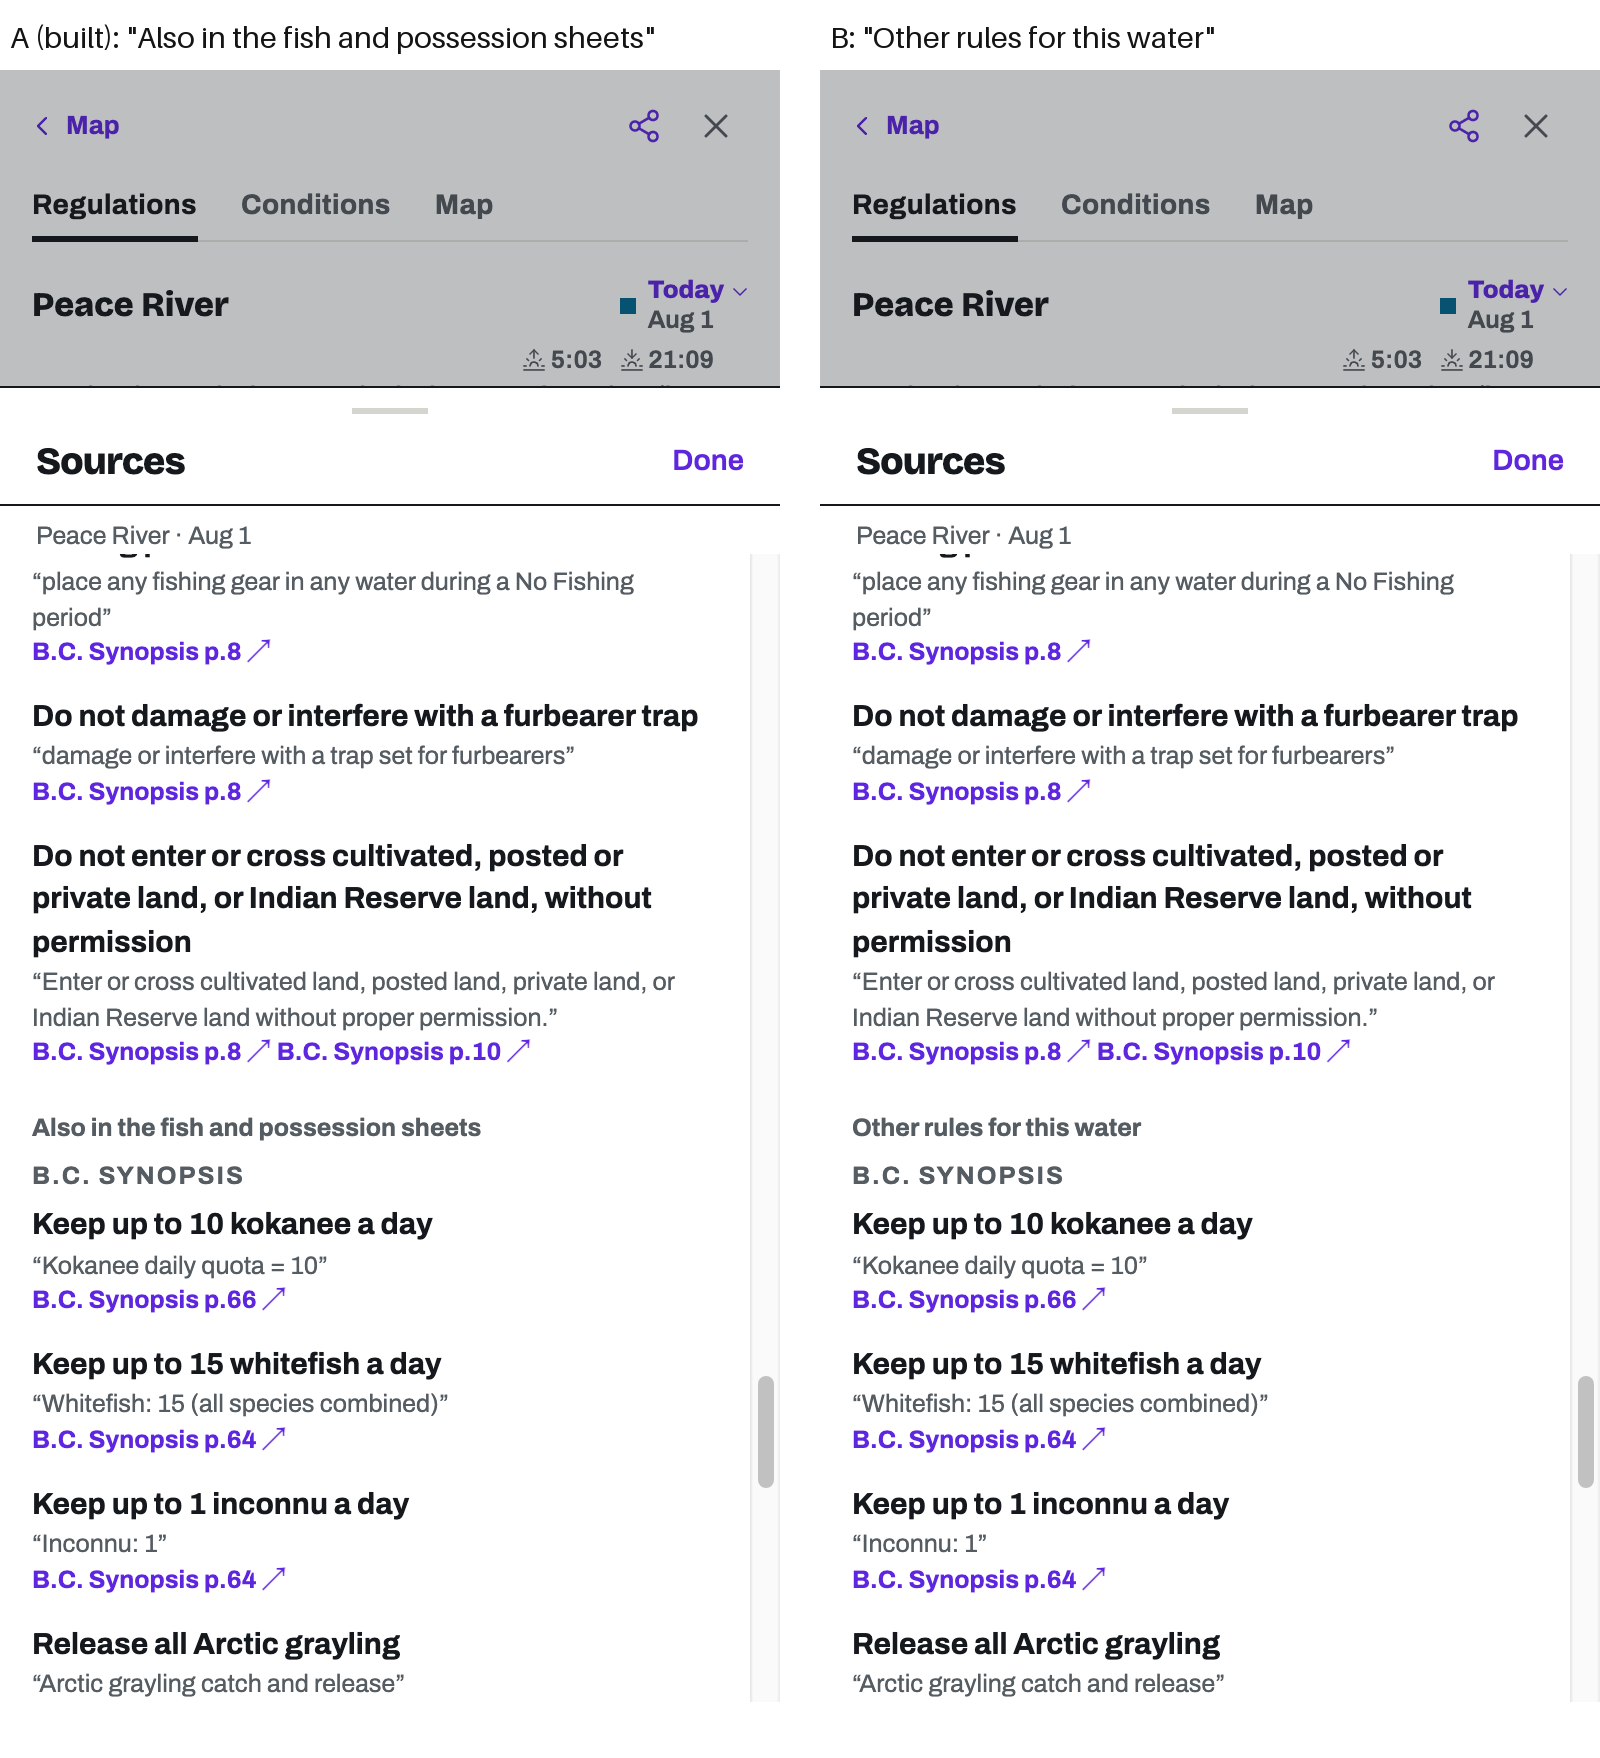 A (built): "Also in the fish and possession sheets"
Map
Regulations Conditions Map
Peace River
Today
Aug 1
5:03 21:09
Sources Done
Peace River · Aug 1
“place any fishing gear in any water during a No Fishing
period”
B.C. Synopsis p.8
Do not damage or interfere with a furbearer trap
“damage or interfere with a trap set for furbearers”
B.C. Synopsis p.8
Do not enter or cross cultivated, posted or
private land, or Indian Reserve land, without
permission
“Enter or cross cultivated land, posted land, private land, or
Indian Reserve land without proper permission.”
B.C. Synopsis p.8 B.C. Synopsis p.10
Also in the fish and possession sheets
B.C. SYNOPSIS
Keep up to 10 kokanee a day
“Kokanee daily quota = 10”
B.C. Synopsis p.66
Keep up to 15 whitefish a day
“Whitefish: 15 (all species combined)”
B.C. Synopsis p.64
Keep up to 1 inconnu a day
“Inconnu: 1”
B.C. Synopsis p.64
Release all Arctic grayling
“Arctic grayling catch and release”
B: "Other rules for this water"
Map
Regulations Conditions Map
Peace River
Today
Aug 1
5:03 21:09
Sources Done
Peace River · Aug 1
“place any fishing gear in any water during a No Fishing
period”
B.C. Synopsis p.8
Do not damage or interfere with a furbearer trap
“damage or interfere with a trap set for furbearers”
B.C. Synopsis p.8
Do not enter or cross cultivated, posted or
private land, or Indian Reserve land, without
permission
“Enter or cross cultivated land, posted land, private land, or
Indian Reserve land without proper permission.”
B.C. Synopsis p.8 B.C. Synopsis p.10
Other rules for this water
B.C. SYNOPSIS
Keep up to 10 kokanee a day
“Kokanee daily quota = 10”
B.C. Synopsis p.66
Keep up to 15 whitefish a day
“Whitefish: 15 (all species combined)”
B.C. Synopsis p.64
Keep up to 1 inconnu a day
“Inconnu: 1”
B.C. Synopsis p.64
Release all Arctic grayling
“Arctic grayling catch and release”